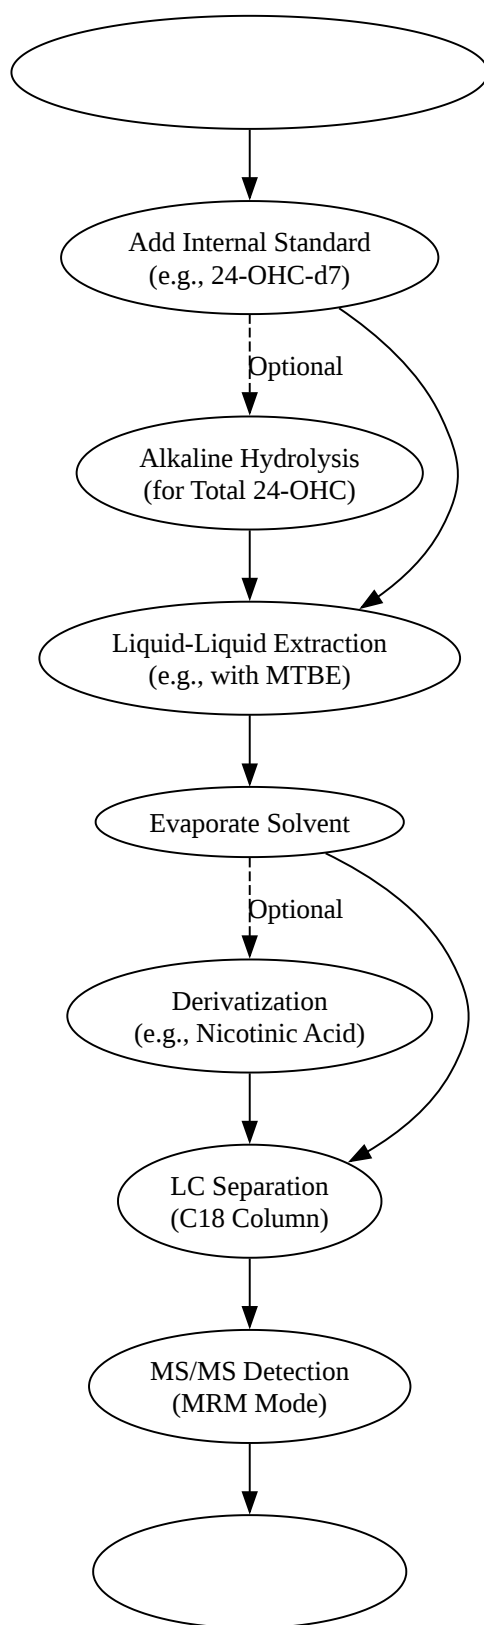 Add Internal Standard
(e.g., 24-OHC-d7)
Optional
Alkaline Hydrolysis
(for Total 24-OHC)
Liquid-Liquid Extraction
(e.g., with MTBE)
Evaporate Solvent
Optional
Derivatization
(e.g., Nicotinic Acid)
LC Separation
(C18 Column)
MS/MS Detection
(MRM Mode)